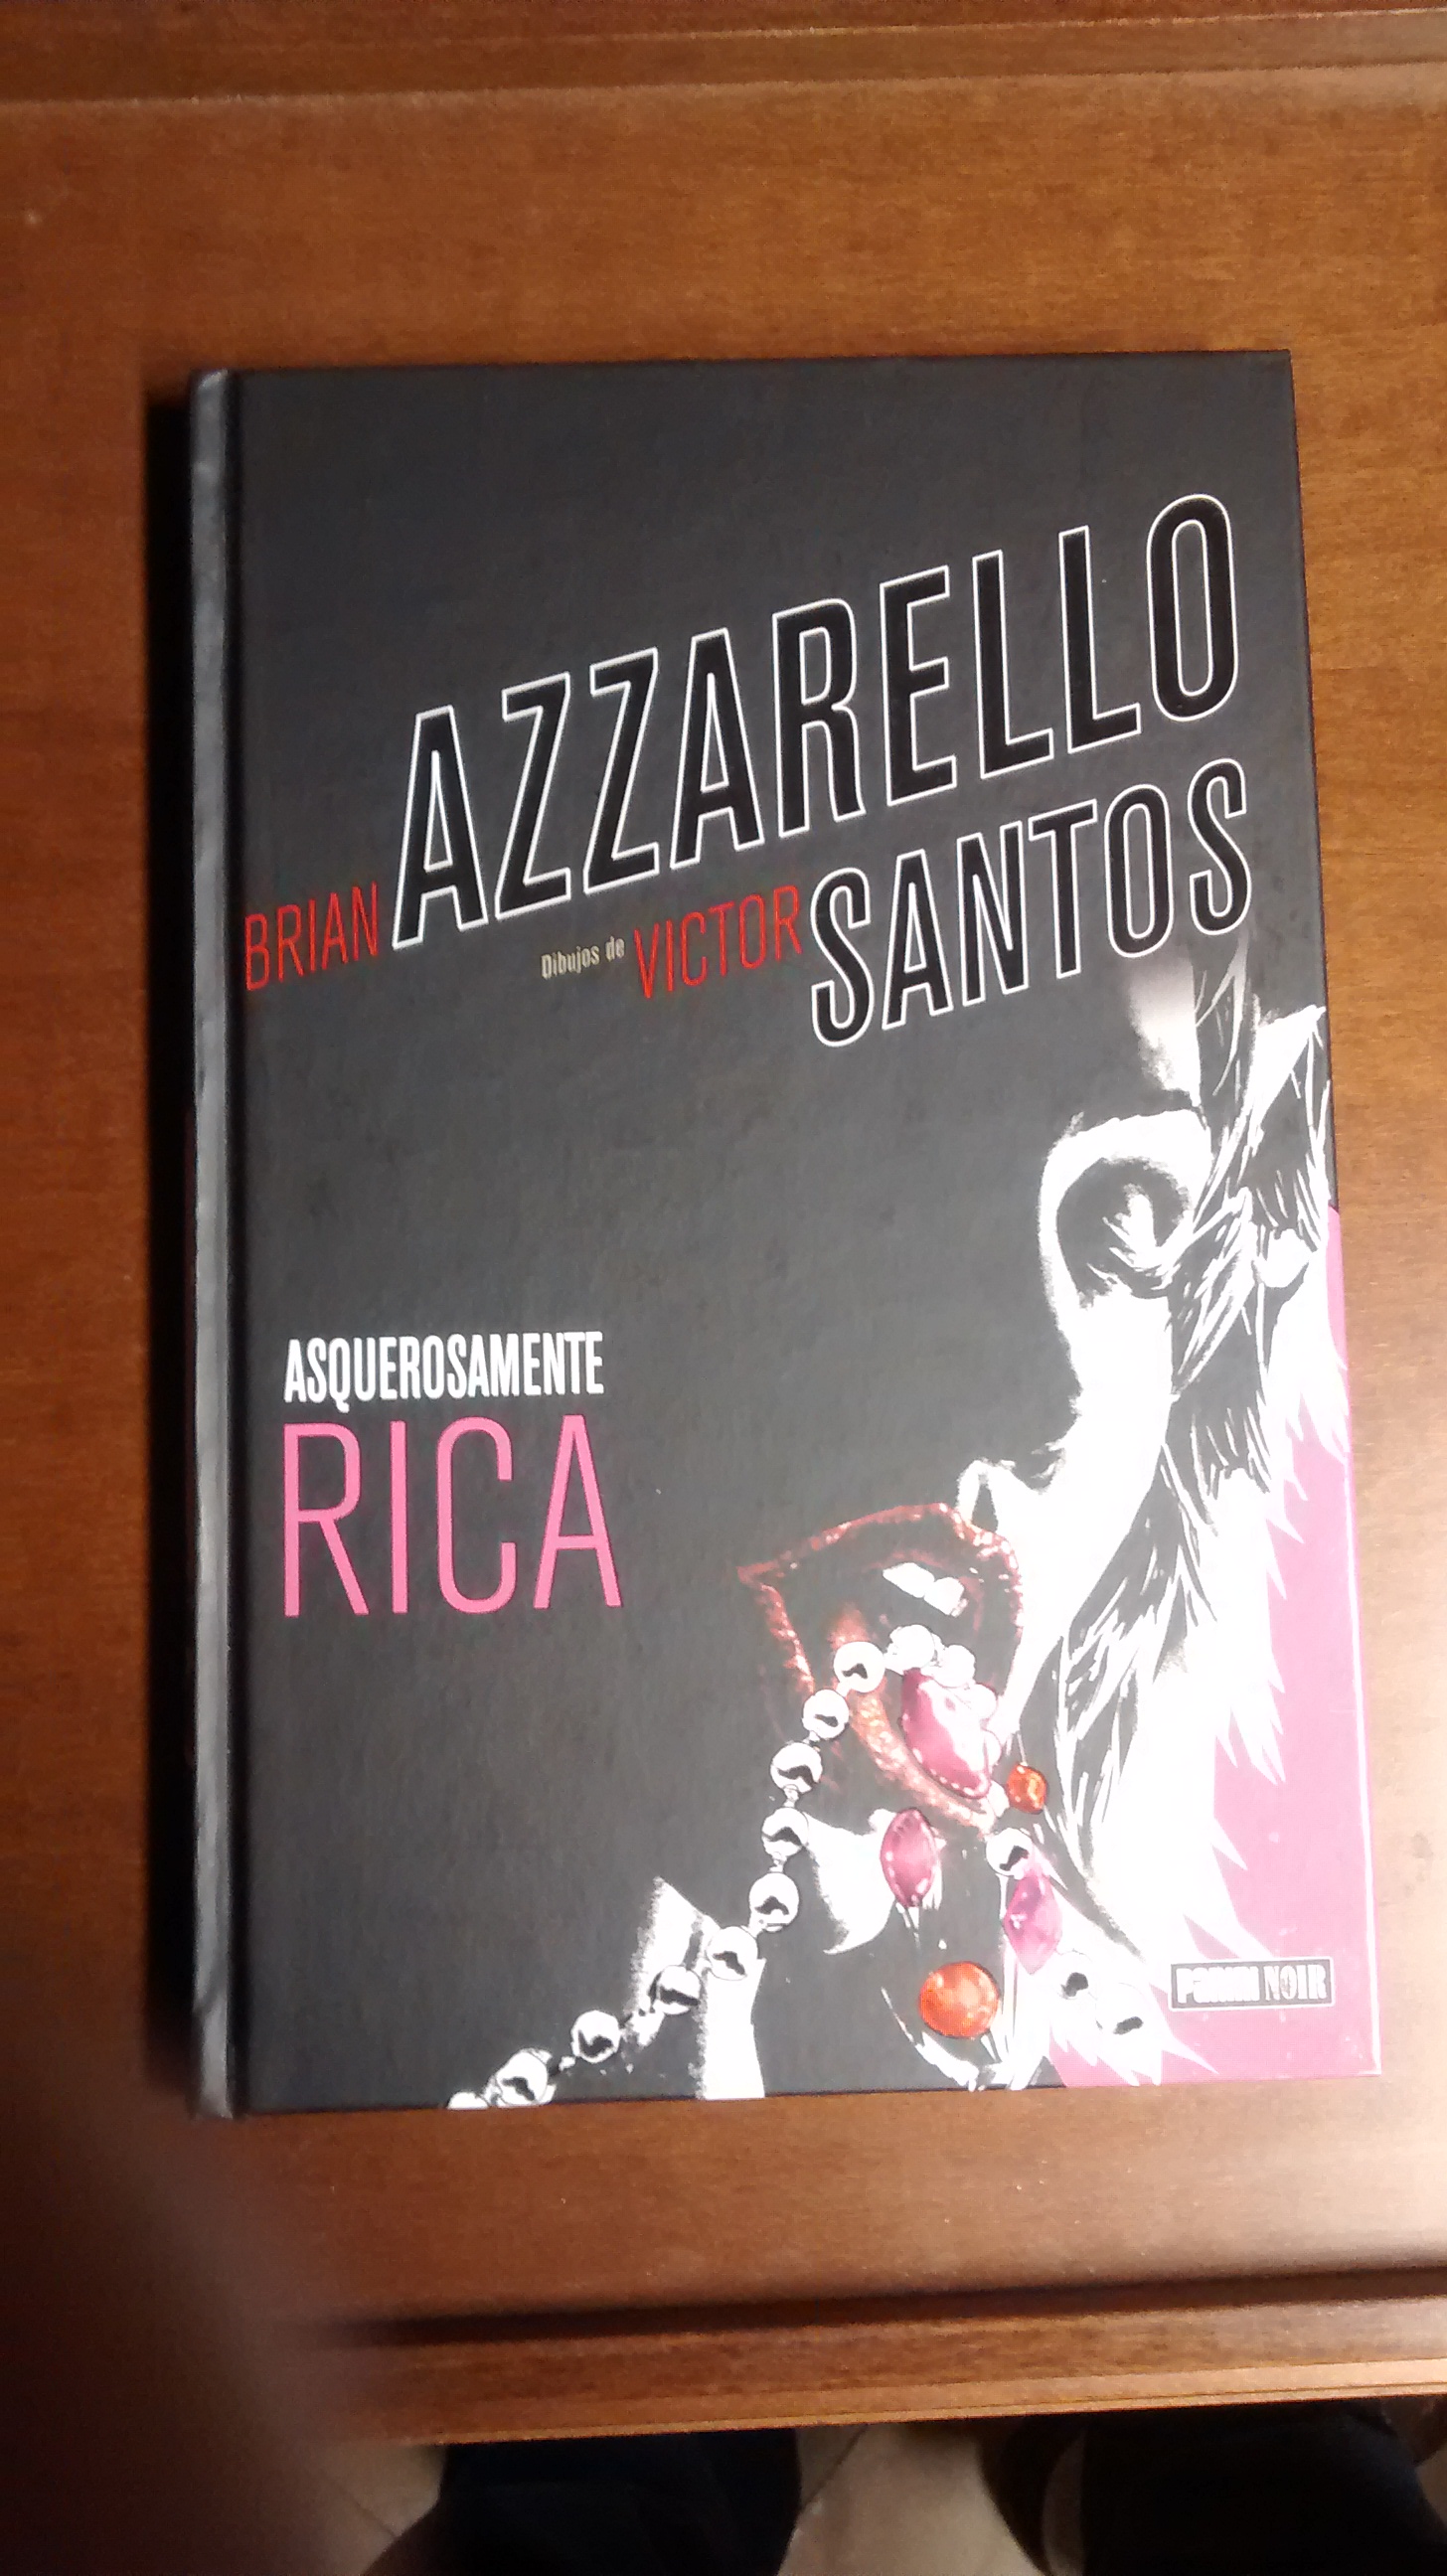 BRIAN AZZARELLO
Dibujos de VICTOR SANTOS
ASQUEROSAMENTE
RICA
PANINI NOIR